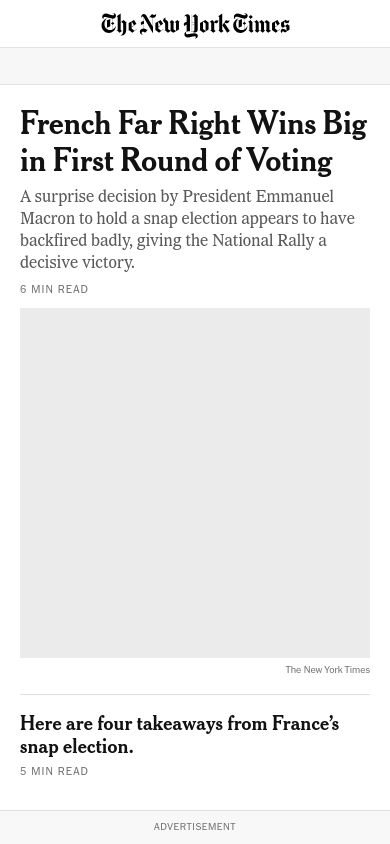 The New York Times
French Far Right Wins Big
in First Round of Voting
A surprise decision by President Emmanuel
Macron to hold a snap election appears to have
backfired badly, giving the National Rally a
decisive victory.
6 MIN READ
The New York Times
Here are four takeaways from France’s
snap election.
5 MIN READ
ADVERTISEMENT